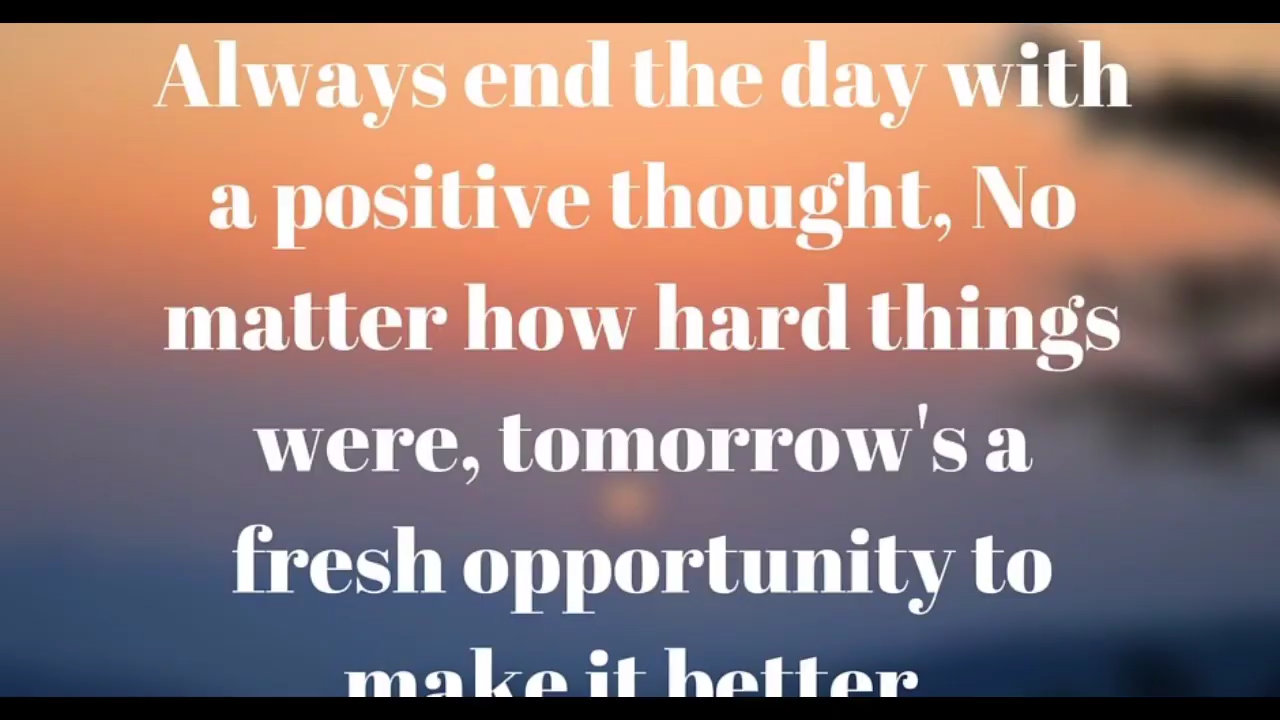 Always end the day with
a positive thought, No
matter how hard things
were, tomorrow's a
fresh opportunity to
make it better